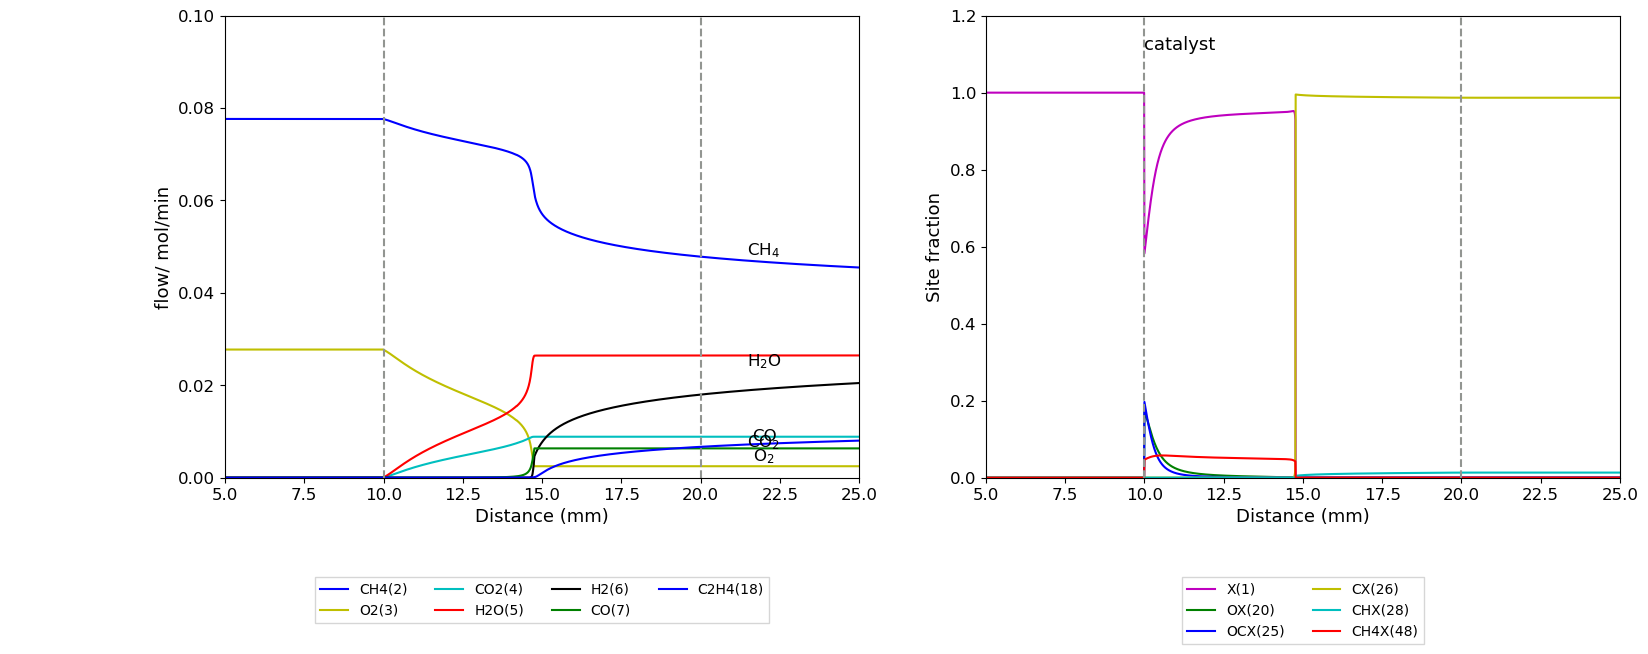 0.10
0.08
0.06
0.04
0.02
0.00
flow/ mol/min
CH₄
H₂O
CO
CO₂
O₂
5.0 7.5 10.0 12.5 15.0 17.5 20.0 22.5 25.0
Distance (mm)
CH4(2) CO2(4) H2(6) C2H4(18)
O2(3) H2O(5) CO(7)
1.2
1.0
0.8
0.6
0.4
0.2
0.0
Site fraction
catalyst
5.0 7.5 10.0 12.5 15.0 17.5 20.0 22.5 25.0
Distance (mm)
X(1) CX(26)
OX(20) CHX(28)
OCX(25) CH4X(48)